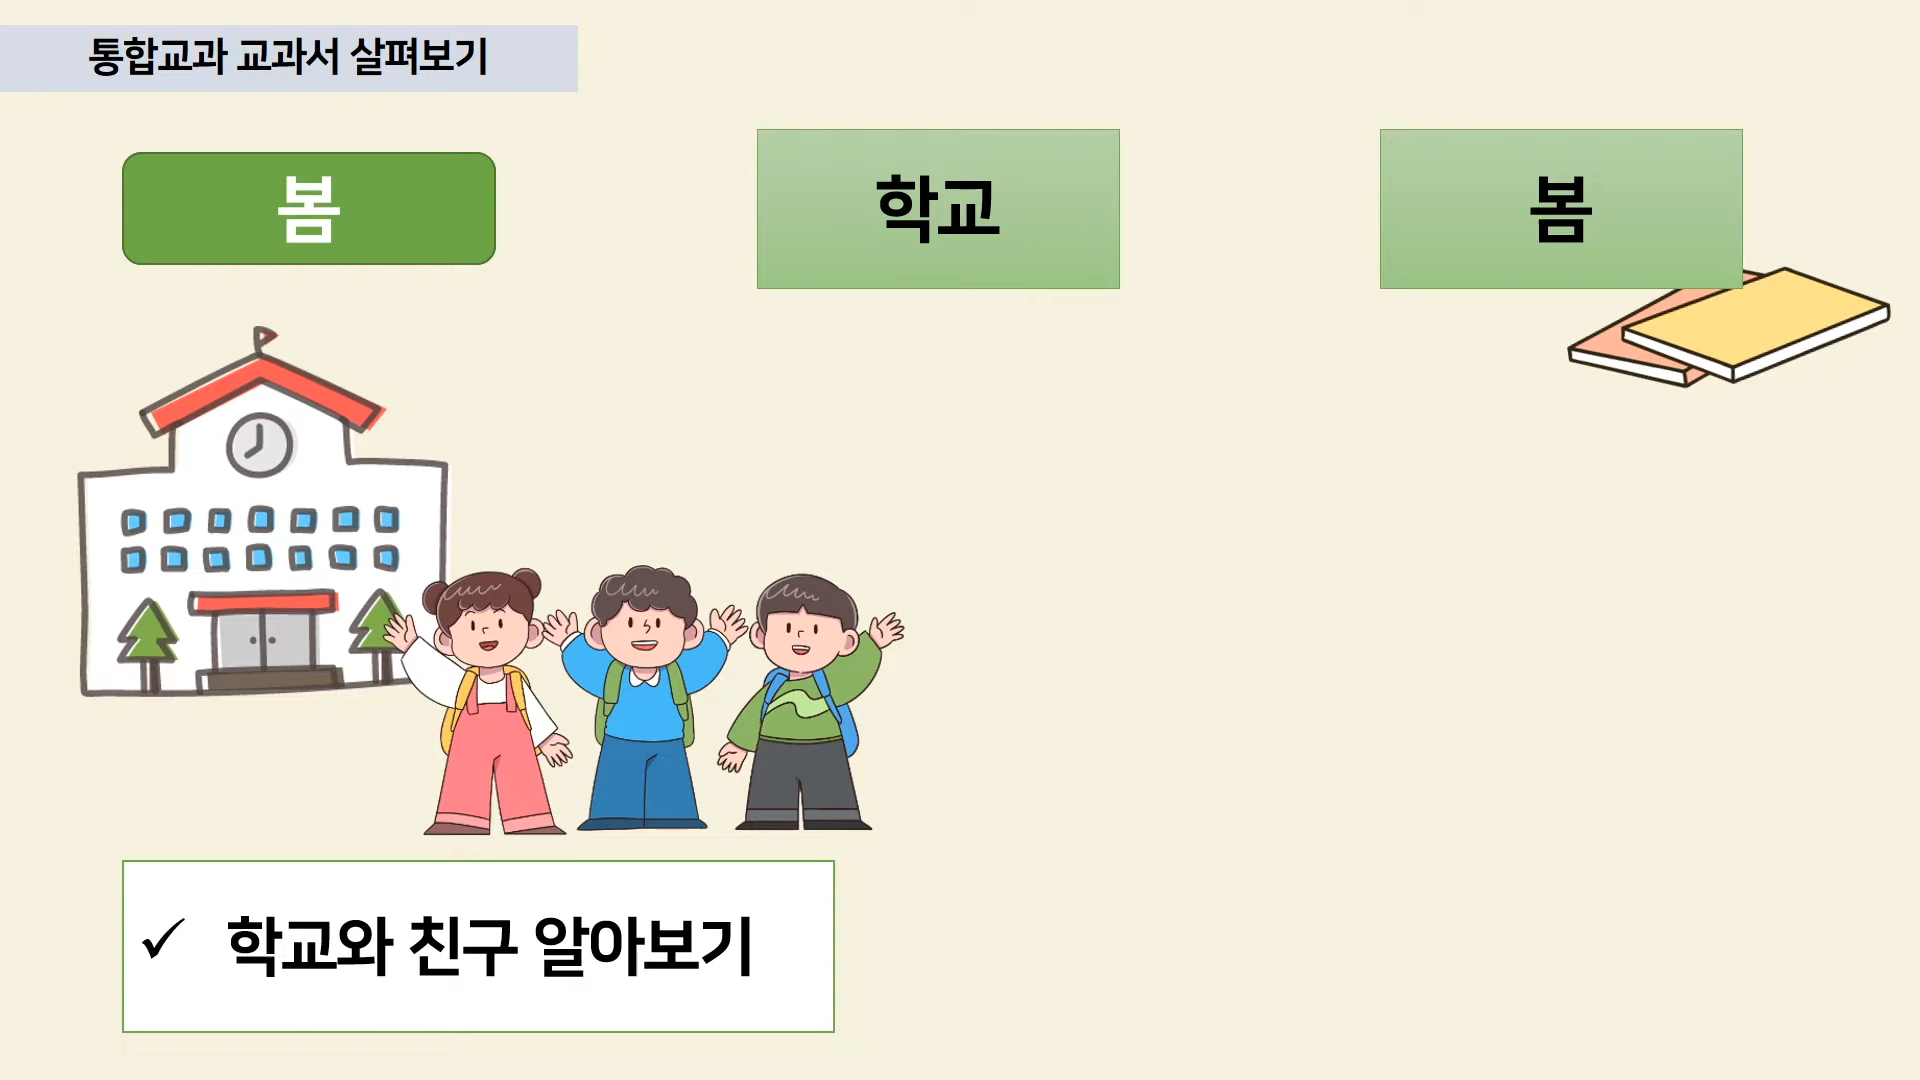 통합교과 교과서 살펴보기
봄
학교
봄
✓ 학교와 친구 알아보기